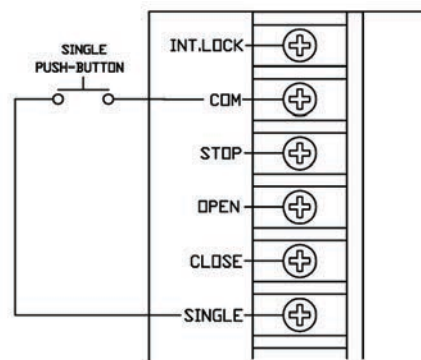 SINGLE
PUSH-BUTTON
INT.LOCK
COM
STOP
OPEN
CLOSE
SINGLE